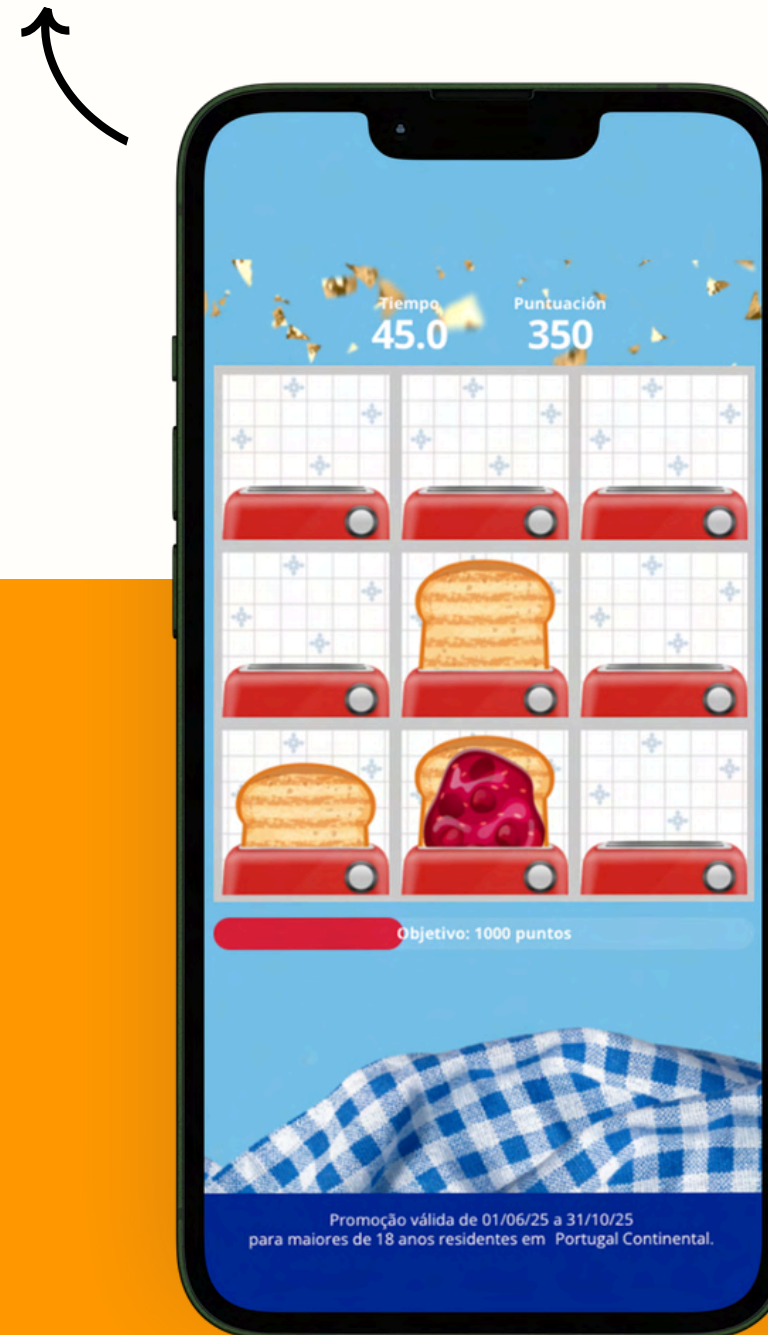 Tiempo
Puntuación
45.0
350
Objetivo: 1000 puntos
Promoção válida de 01/06/25 a 31/10/25
para maiores de 18 anos residentes em Portugal Continental.